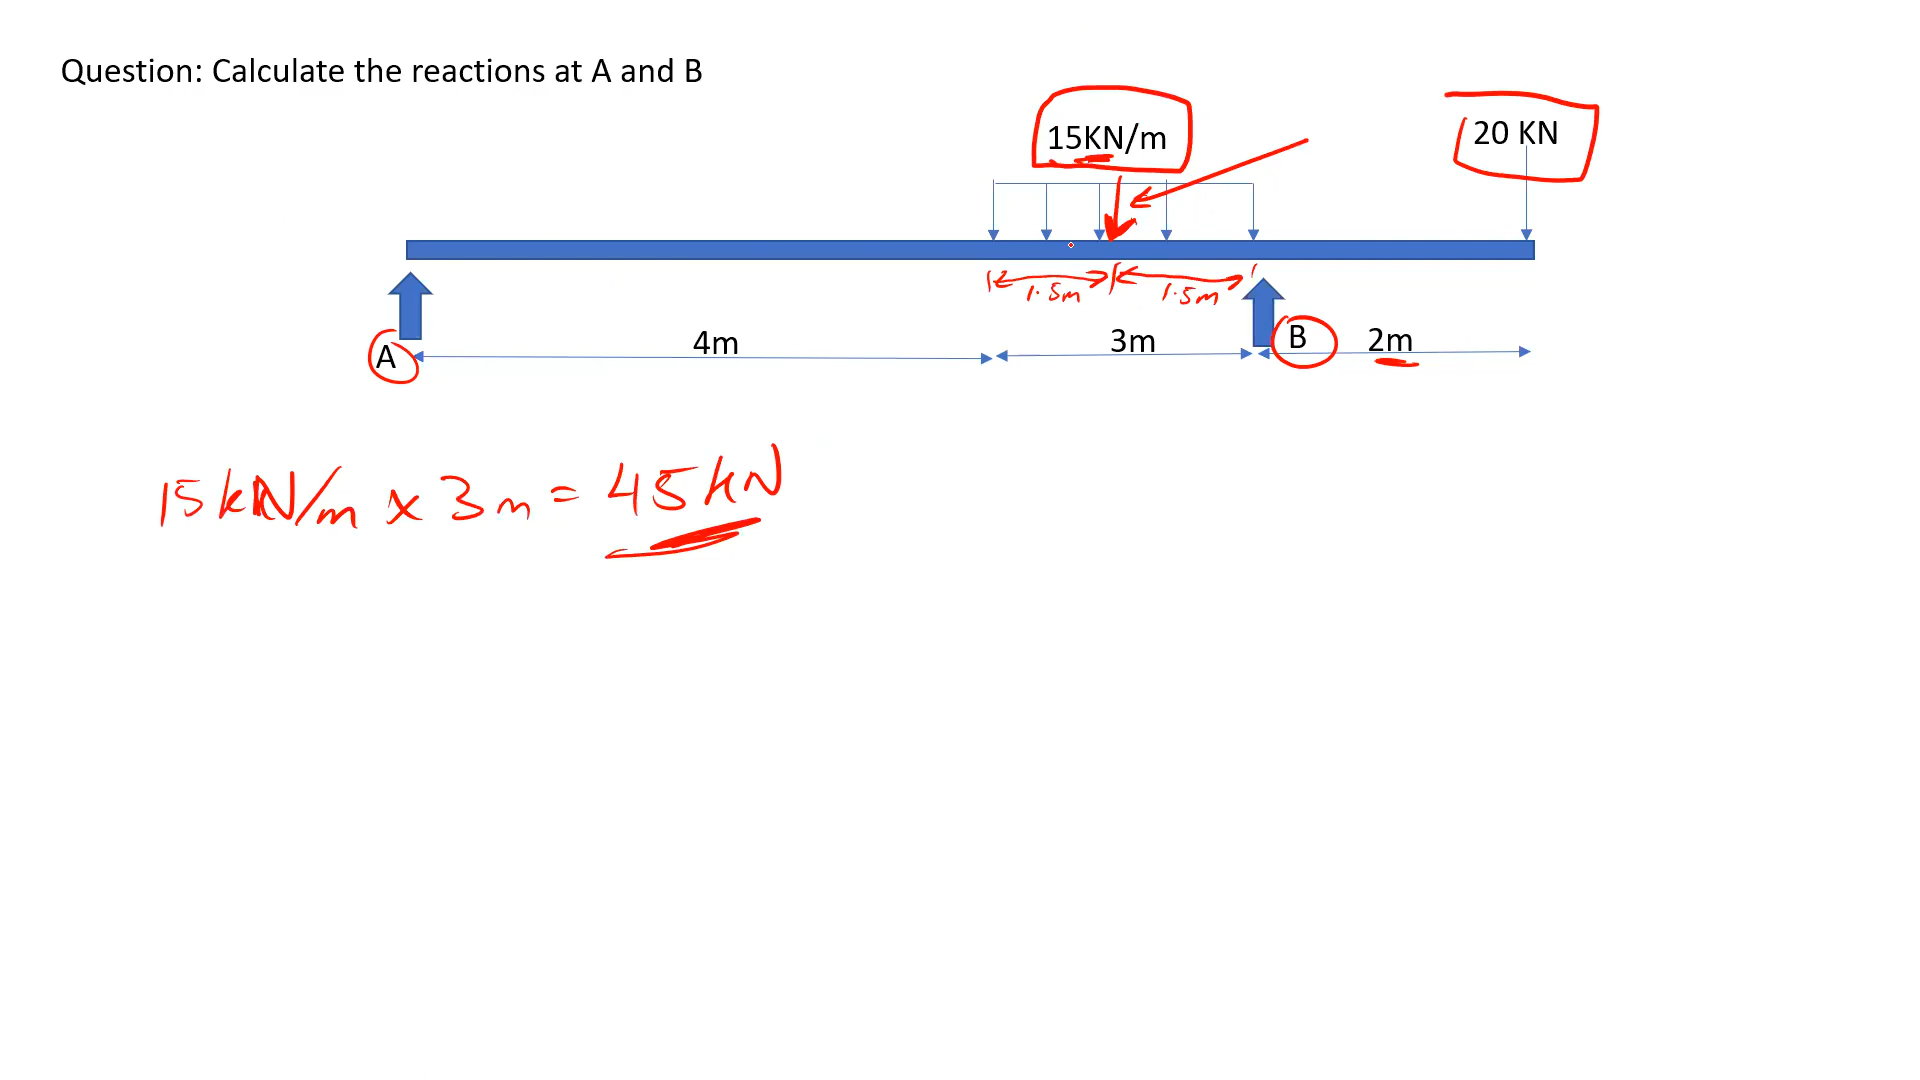 Question: Calculate the reactions at A and B
15KN/m
20 KN
1.5m 1.5m
A 4m 3m B 2m
15kN/m x 3m = 45kN